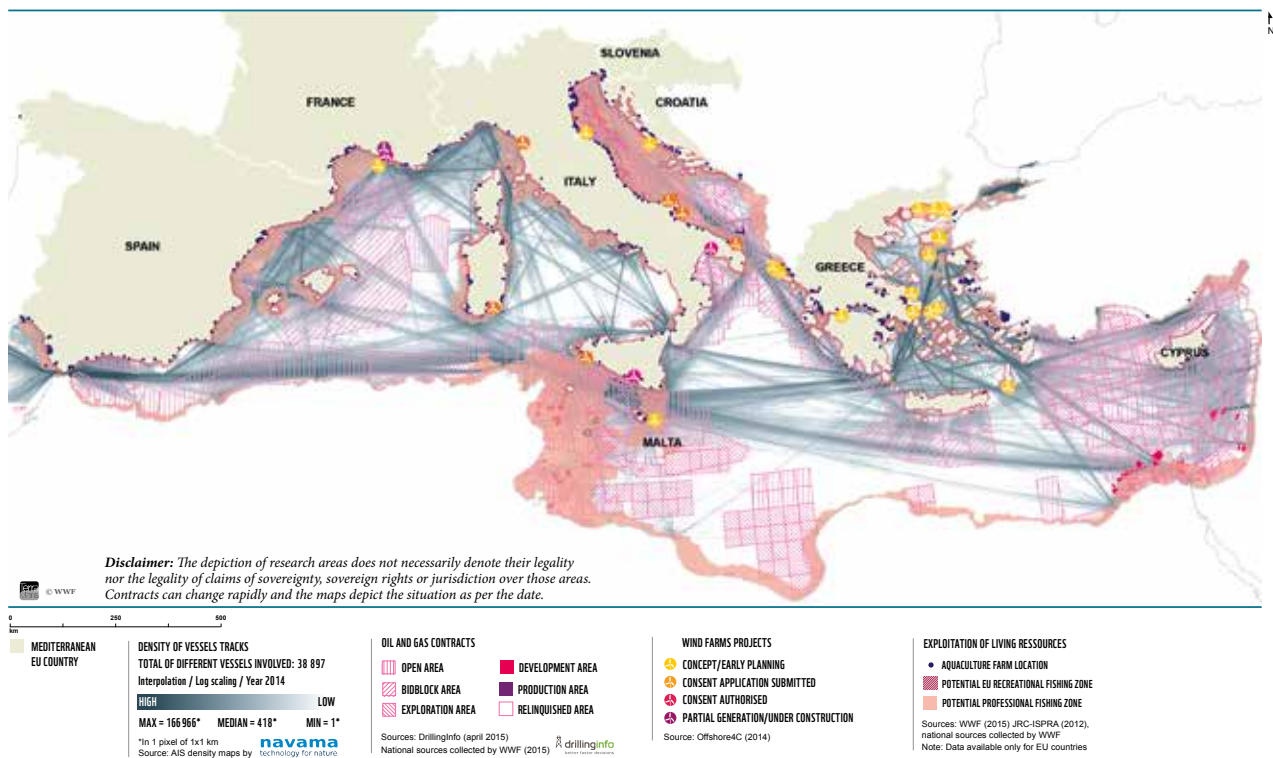 N
SLOVENIA
FRANCE
CROATIA
ITALY
SPAIN
GREECE
CYPRUS
MALTA
Disclaimer: The depiction of research areas does not necessarily denote their legality
nor the legality of claims of sovereignty, sovereign rights or jurisdiction over those areas.
Contracts can change rapidly and the maps depict the situation as per the date.
© WWF
0 250 500
km
MEDITERRANEAN
EU COUNTRY
DENSITY OF VESSELS TRACKS
TOTAL OF DIFFERENT VESSELS INVOLVED: 38 897
Interpolation / Log scaling / Year 2014
HIGH LOW
MAX = 166 966* MEDIAN = 418* MIN = 1*
*In 1 pixel of 1x1 km
Source: AIS density maps by
navama
technology for nature
OIL AND GAS CONTRACTS
OPEN AREA
BIDBLOCK AREA
EXPLORATION AREA
DEVELOPMENT AREA
PRODUCTION AREA
RELINQUISHED AREA
Sources: DrillingInfo (april 2015)
National sources collected by WWF (2015)
drillinginfo
better faster decisions
WIND FARMS PROJECTS
CONCEPT/EARLY PLANNING
CONSENT APPLICATION SUBMITTED
CONSENT AUTHORISED
PARTIAL GENERATION/UNDER CONSTRUCTION
Source: Offshore4C (2014)
EXPLOITATION OF LIVING RESSOURCES
AQUACULTURE FARM LOCATION
POTENTIAL EU RECREATIONAL FISHING ZONE
POTENTIAL PROFESSIONAL FISHING ZONE
Sources: WWF (2015) JRC-ISPRA (2012),
national sources collected by WWF
Note: Data available only for EU countries